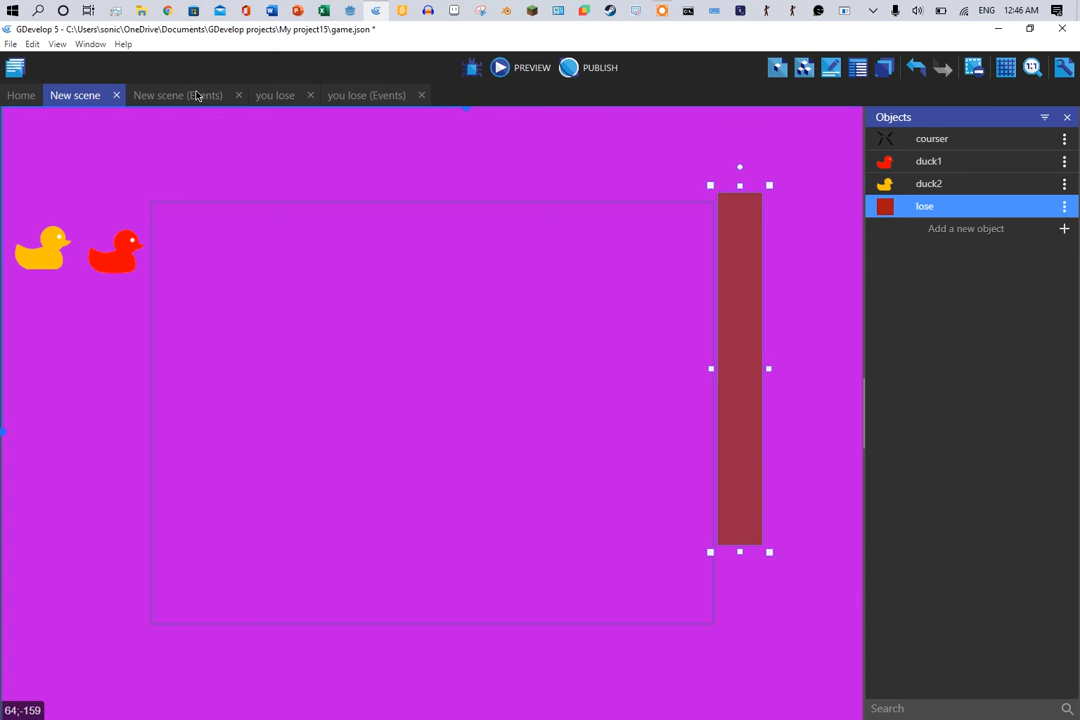 ENG 12:46 AM
GDevelop 5 - C:\Users\sonic\OneDrive\Documents\GDevelop projects\My project15\game.json *
File Edit View Window Help
PREVIEW PUBLISH 1:1
Home New scene New scene (Events) you lose you lose (Events)
Objects
courser
duck1
duck2
lose
Add a new object
64;-159
Search